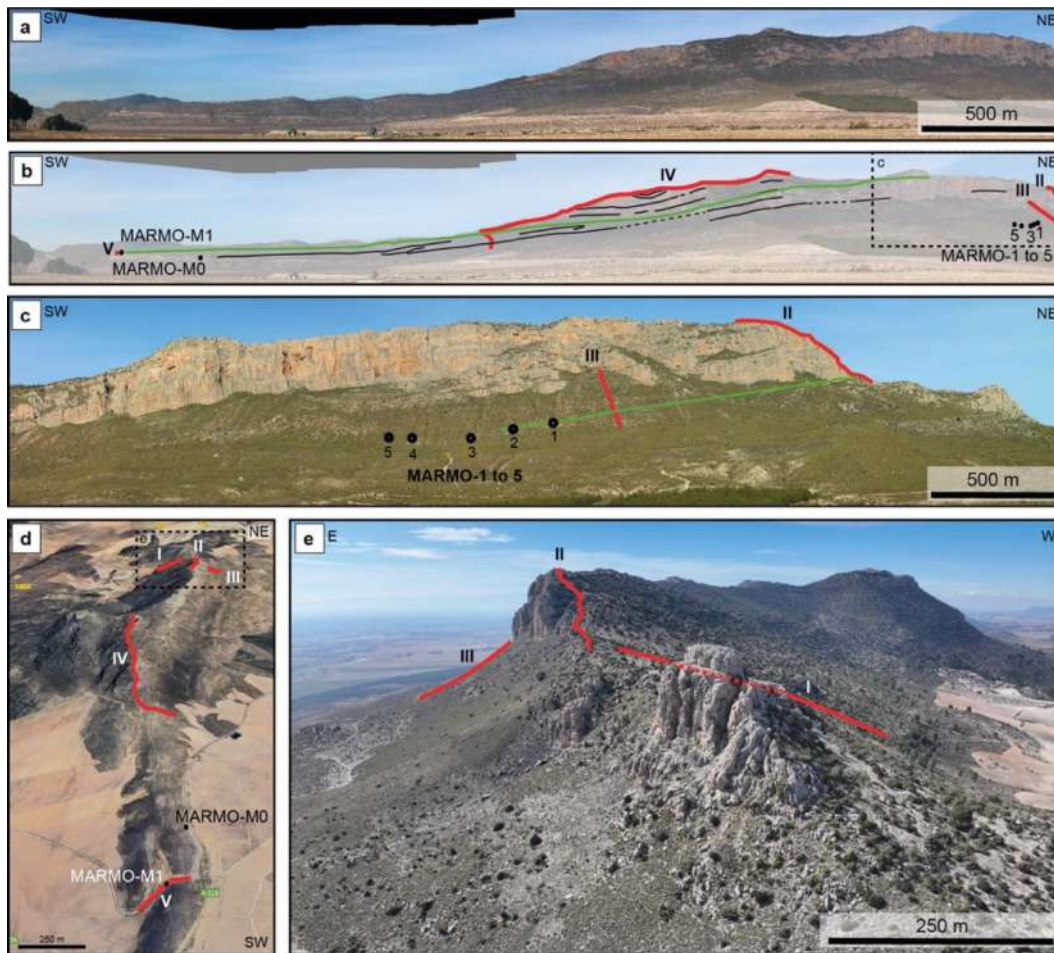 a
SW
NE
500 m
b
SW
NE
c
IV
II
III
V
MARMO-M1
MARMO-M0
5
3
1
MARMO-1 to 5
c
SW
NE
II
III
1
2
3
4
5
MARMO-1 to 5
500 m
d
NE
e
I
II
III
IV
MARMO-M0
MARMO-M1
V
250 m
SW
e
E
W
II
III
I
250 m